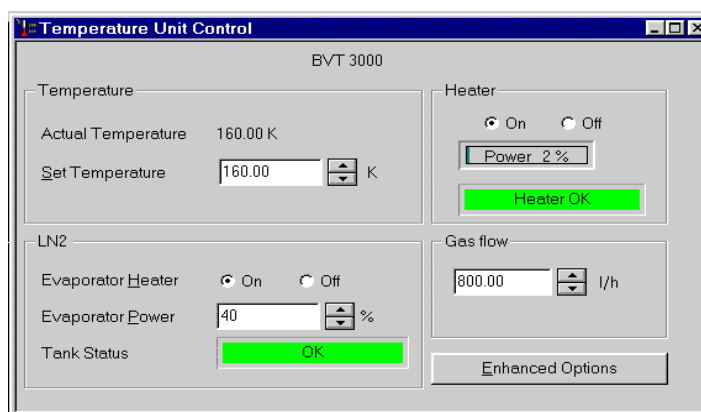 Temperature Unit Control
BVT 3000
Temperature
Actual Temperature 160.00 K
Set Temperature 160.00 K
Heater
On Off
Power 2 %
Heater OK
LN2
Evaporator Heater On Off
Evaporator Power 40 %
Tank Status OK
Gas flow
800.00 l/h
Enhanced Options